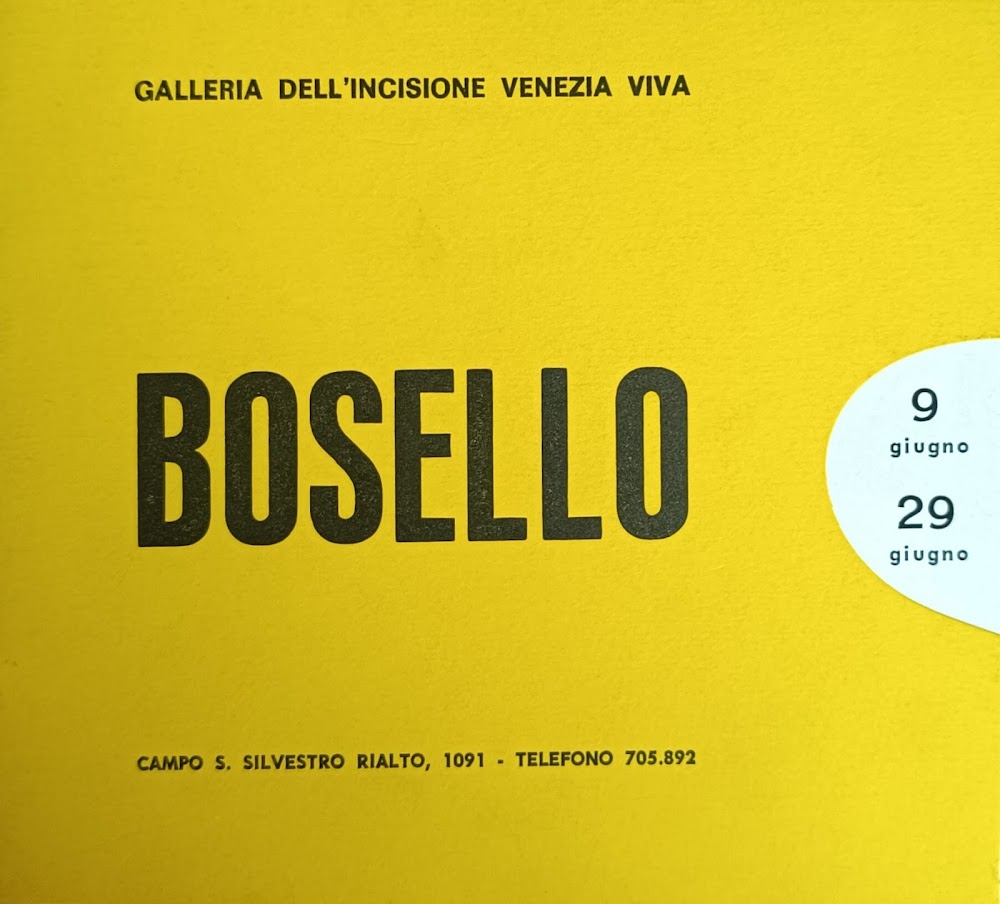 GALLERIA DELL'INCISIONE VENEZIA VIVA
BOSELLO
9
giugno
29
giugno
CAMPO S. SILVESTRO RIALTO, 1091 - TELEFONO 705.892